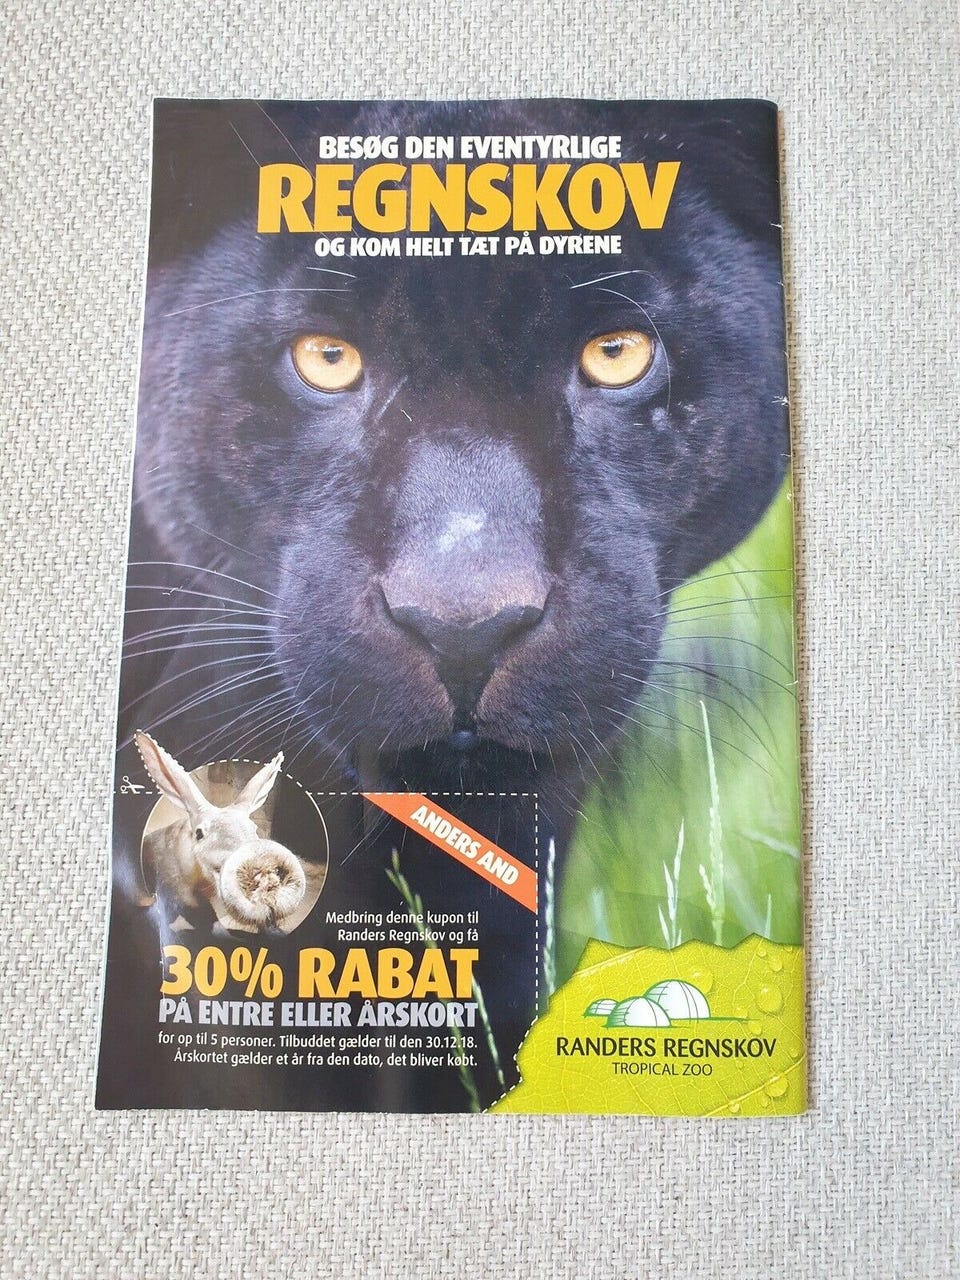 BESØG DEN EVENTYRLIGE
REGNSKOV
OG KOM HELT TÆT PÅ DYRENE
ANDERS AND
Medbring denne kupon til
Randers Regnskov og få
30% RABAT
PÅ ENTRE ELLER ÅRSKORT
for op til 5 personer. Tilbuddet gælder til den 30.12.18.
Årskortet gælder et år fra den dato, det bliver købt.
RANDERS REGNSKOV
TROPICAL ZOO